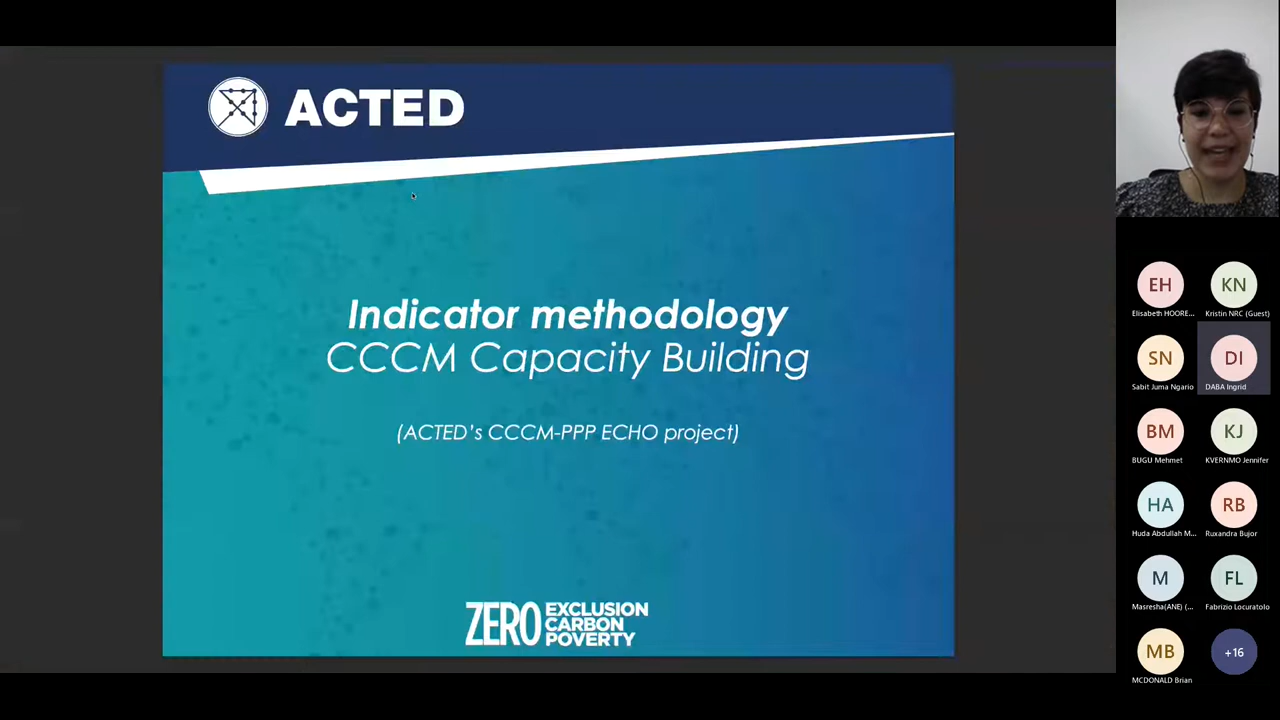 ACTED
Indicator methodology
CCCM Capacity Building
(ACTED's CCCM-PPP ECHO project)
ZERO EXCLUSION
CARBON
POVERTY
EH
Elisabeth HOORE...
KN
Kristin NRC (Guest)
SN
Sabit Juma Ngario
DI
DABA Ingrid
BM
BUGU Mehmet
KJ
KVERNMO Jennifer
HA
Huda Abdullah M...
RB
Ruxandra Bujor
M
Masresha(ANE) (...
FL
Fabrizio Locuratolo
MB
MCDONALD Brian
+16